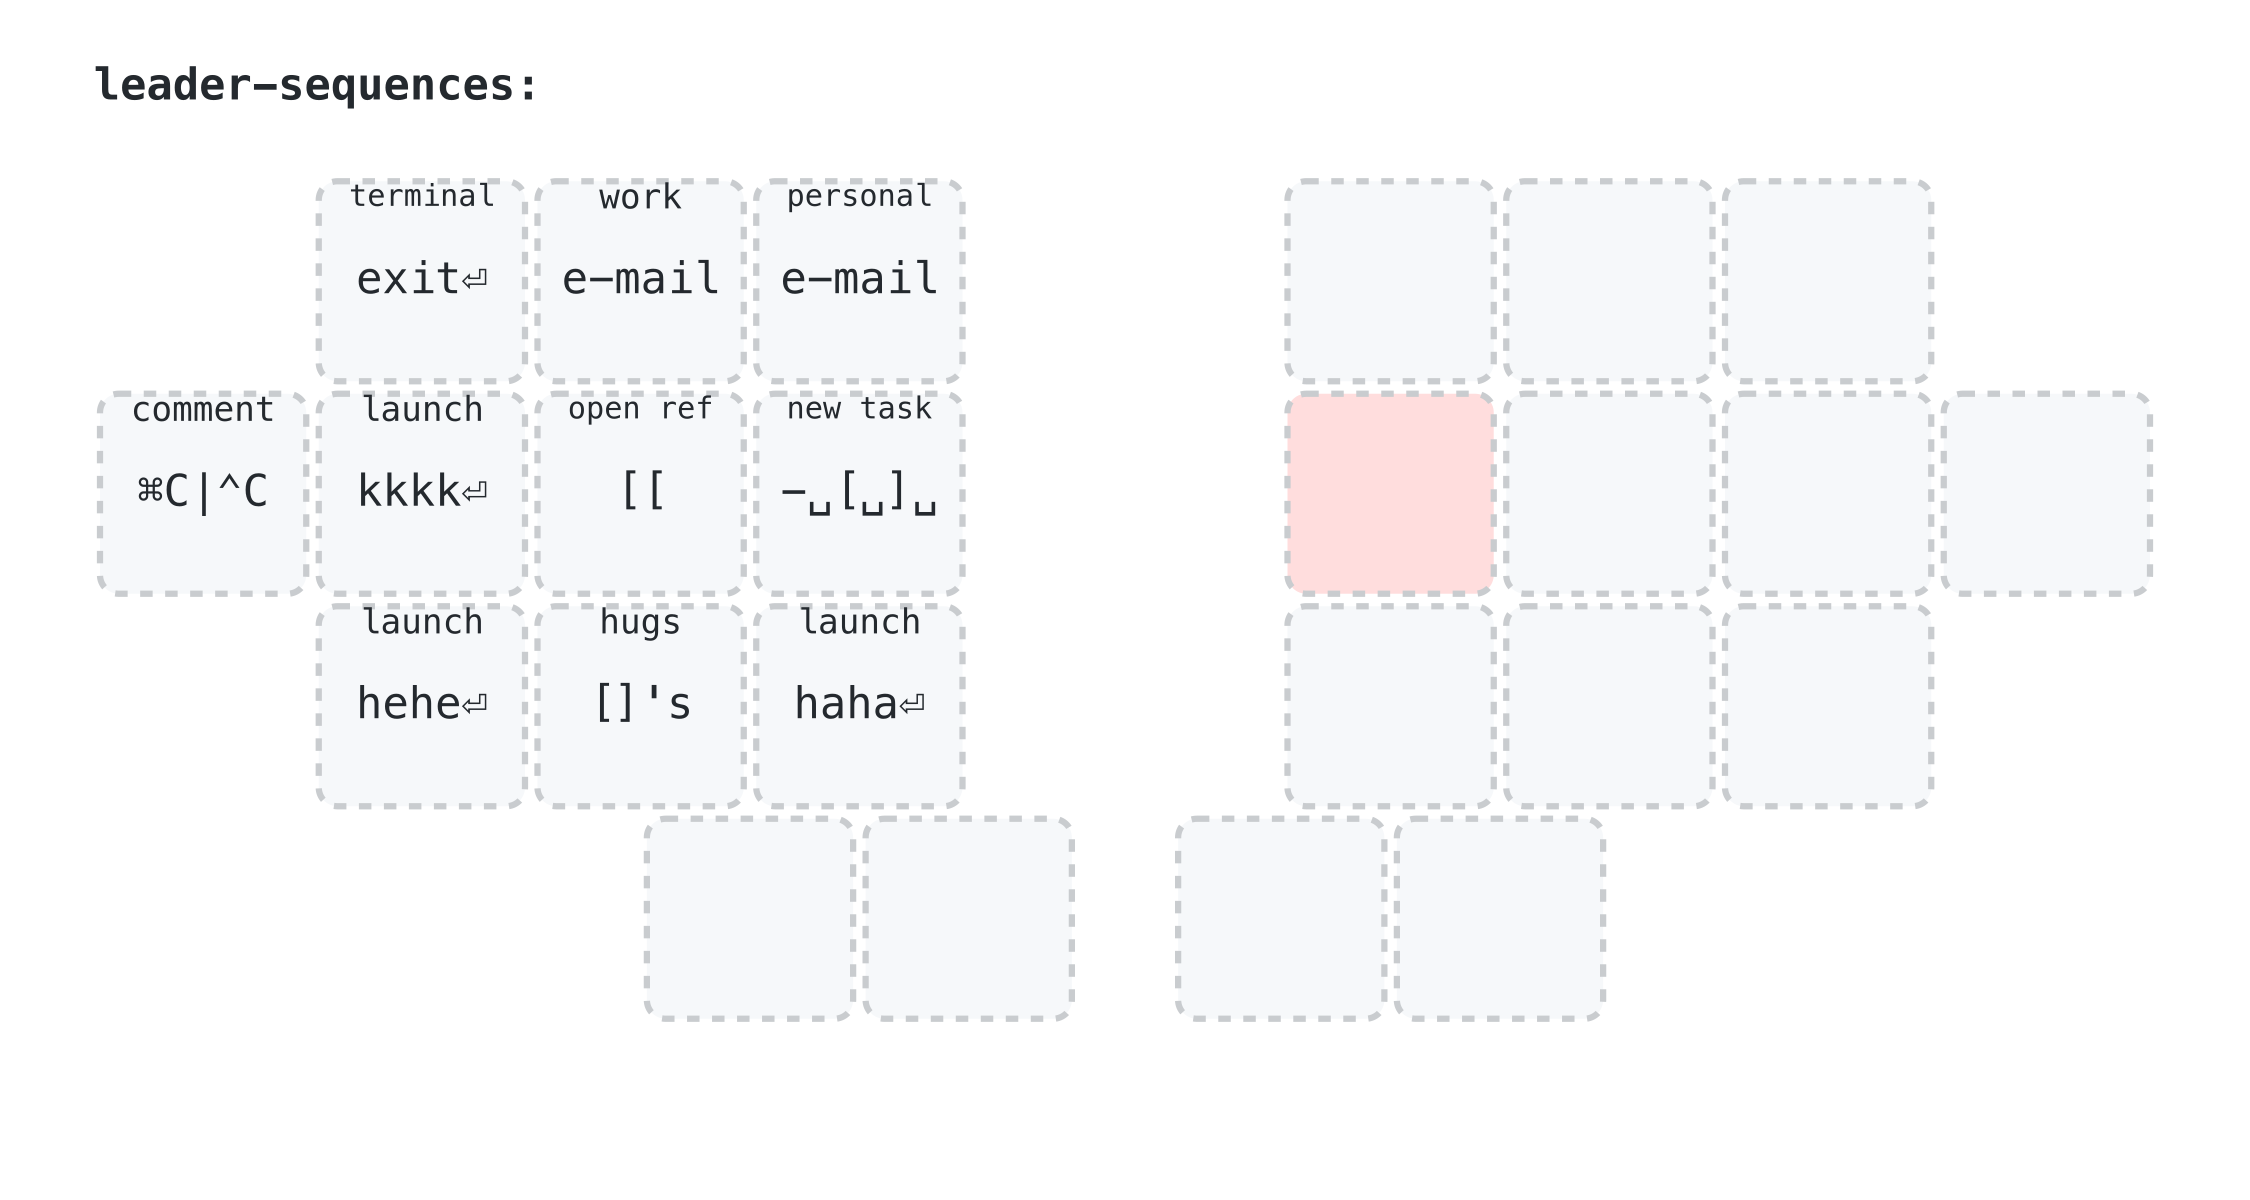 leader-sequences:
terminal work personal
exit⏎ e-mail e-mail
comment launch open ref new task
⌘C|^C kkkk⏎ [[ -␣[␣]␣
launch hugs launch
hehe⏎ []'s haha⏎